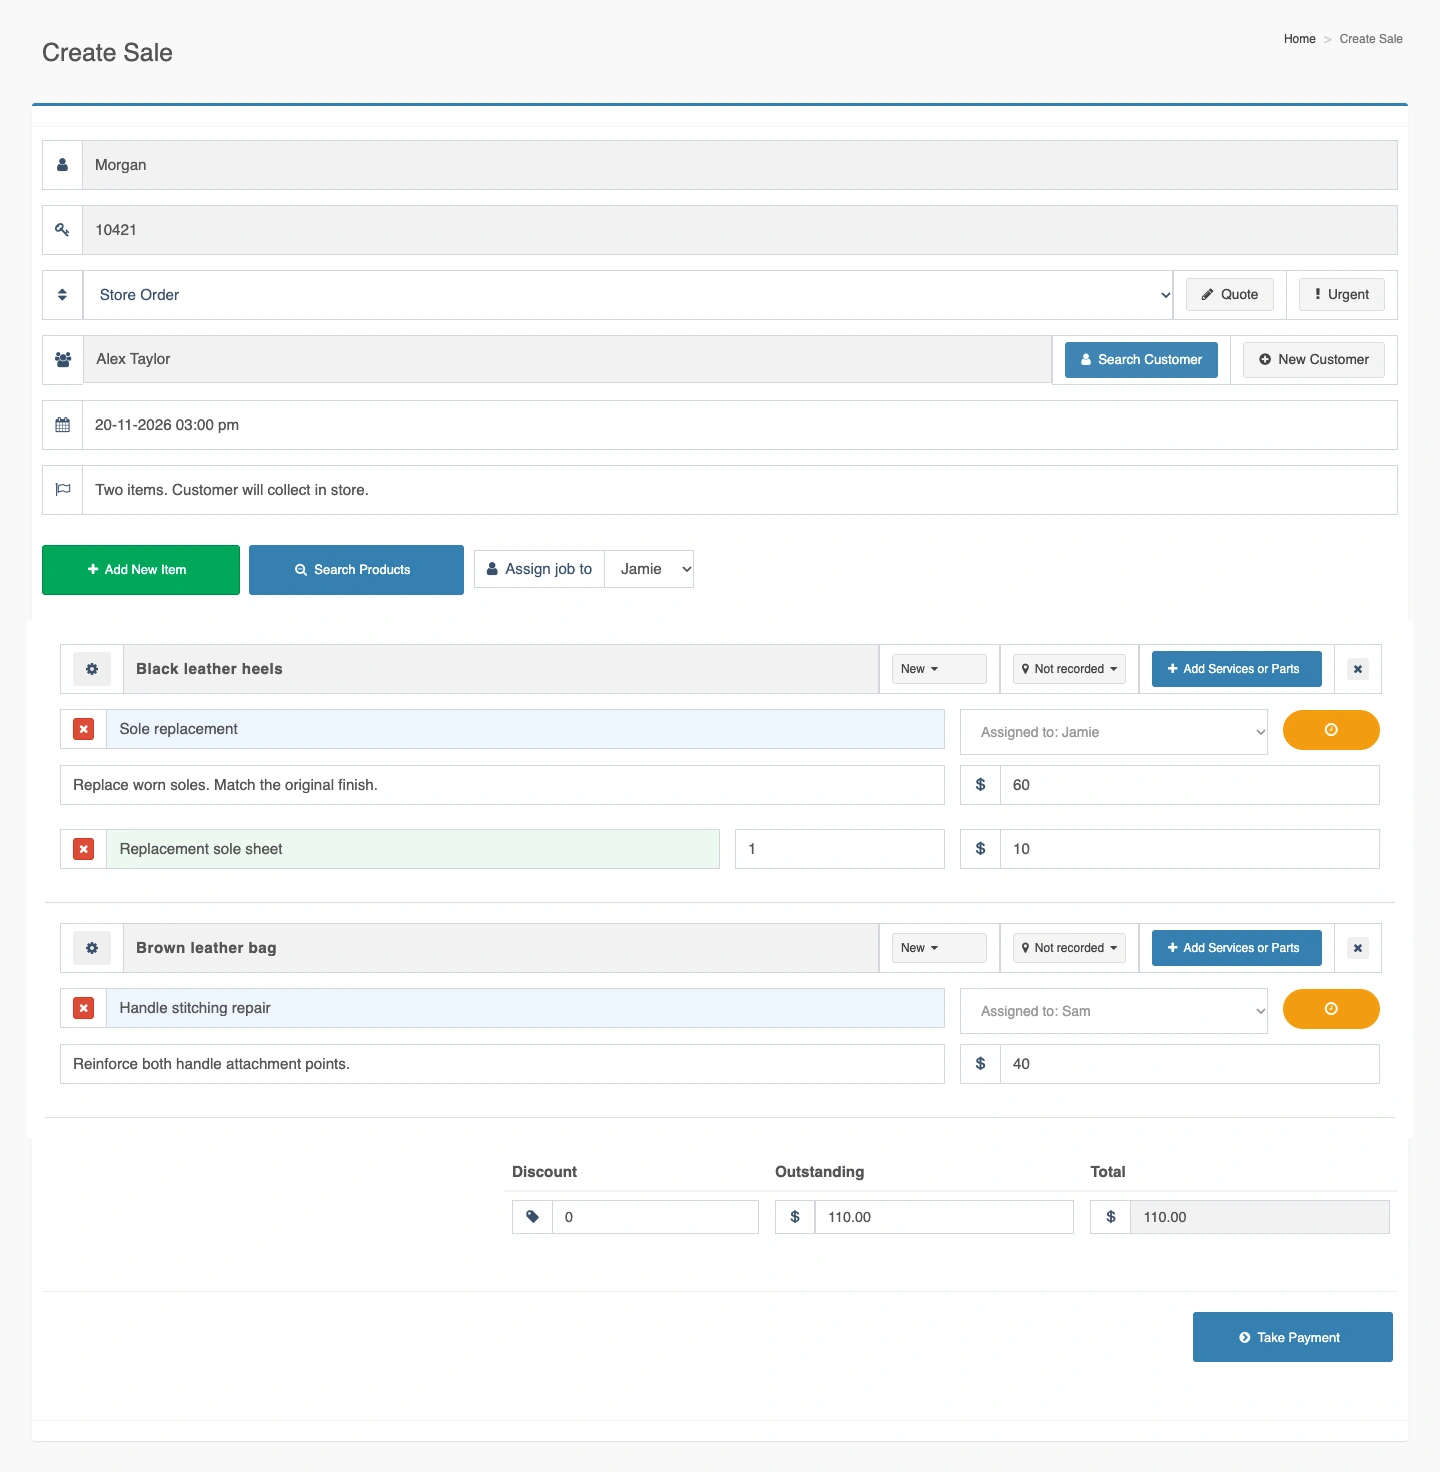 Create Sale
Home > Create Sale
Morgan
10421
Store Order Quote Urgent
Alex Taylor Search Customer New Customer
20-11-2026 03:00 pm
Two items. Customer will collect in store.
Add New Item Search Products Assign job to Jamie
Black leather heels New Not recorded Add Services or Parts
Sole replacement Assigned to: Jamie
Replace worn soles. Match the original finish. $ 60
Replacement sole sheet 1 $ 10
Brown leather bag New Not recorded Add Services or Parts
Handle stitching repair Assigned to: Sam
Reinforce both handle attachment points. $ 40
Discount Outstanding Total
0 $ 110.00 $ 110.00
Take Payment